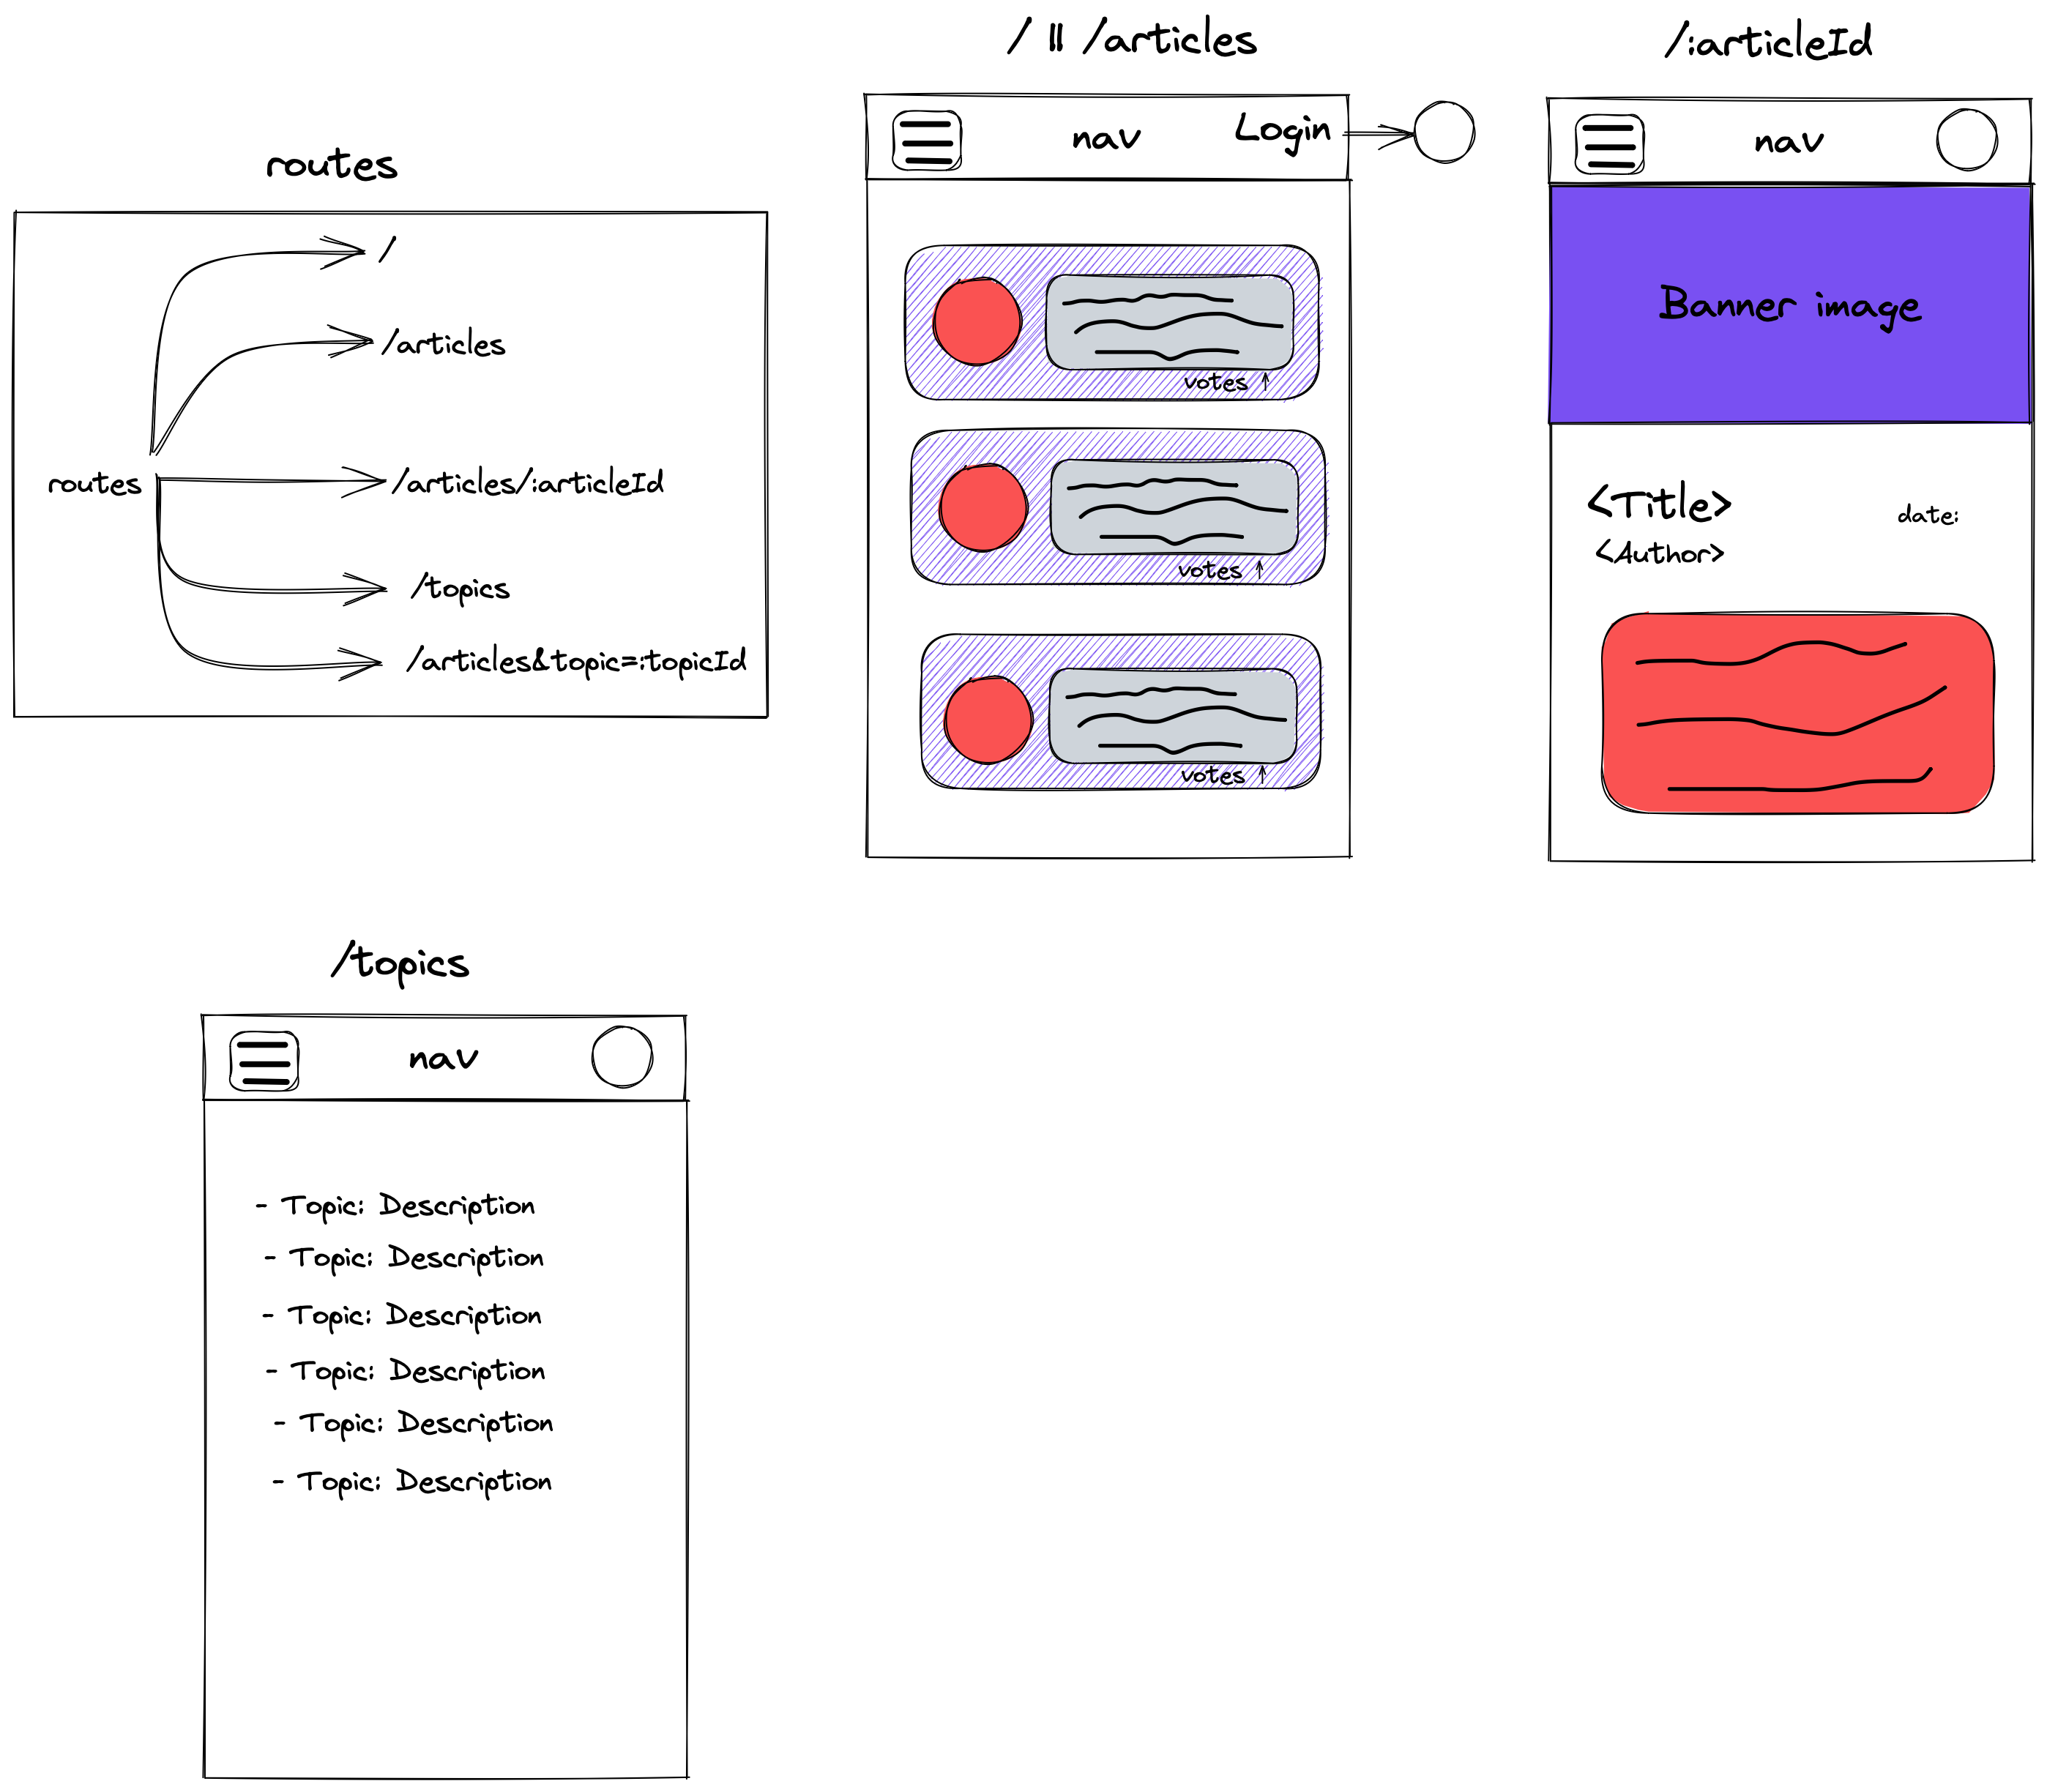 routes
/
/articles
routes
/articles/:articleId
/topics
/articles&topic=:topicId
/ || /articles
nav
Login
votes ↑
votes ↑
votes ↑
/:articleId
nav
Banner image
<Title>
date:
<Author>
/topics
nav
- Topic: Description
- Topic: Description
- Topic: Description
- Topic: Description
- Topic: Description
- Topic: Description